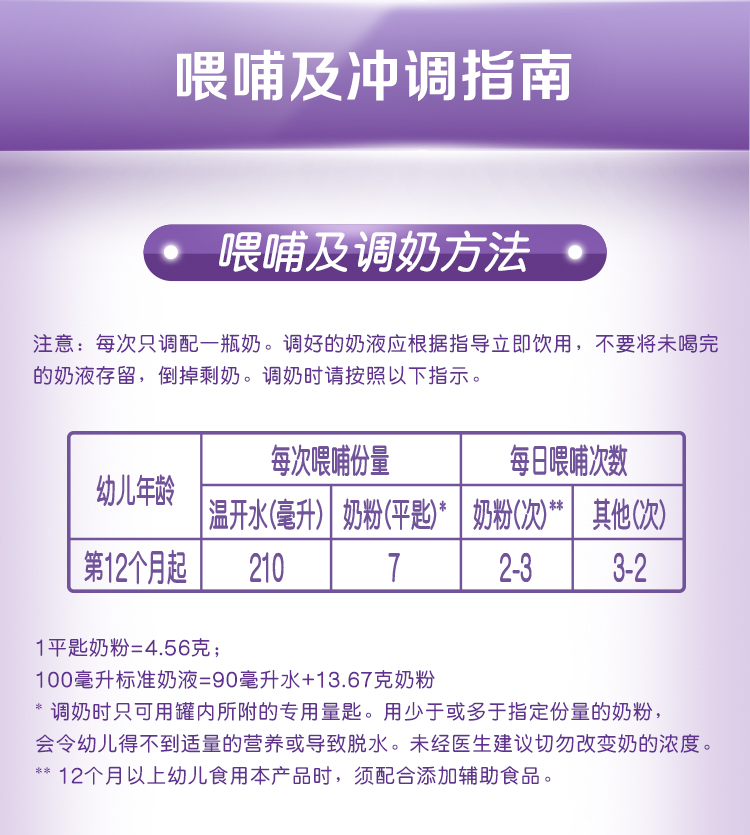 喂哺及冲调指南
喂哺及调奶方法
注意：每次只调配一瓶奶。调好的奶液应根据指导立即饮用，不要将未喝完
的奶液存留，倒掉剩奶。调奶时请按照以下指示。
幼儿年龄 每次喂哺份量 每日喂哺次数
温开水(毫升) 奶粉(平匙)* 奶粉(次)** 其他(次)
第12个月起 210 7 2-3 3-2
1平匙奶粉=4.56克；
100毫升标准奶液=90毫升水+13.67克奶粉
* 调奶时只可用罐内所附的专用量匙。用少于或多于指定份量的奶粉，
会令幼儿得不到适量的营养或导致脱水。未经医生建议切勿改变奶的浓度。
** 12个月以上幼儿食用本产品时，须配合添加辅助食品。